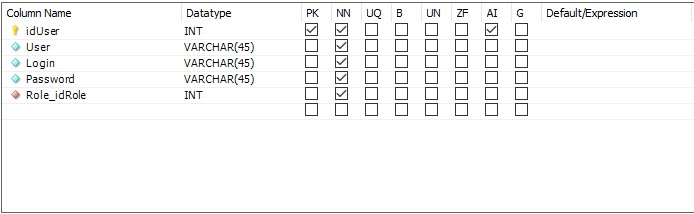 Column Name Datatype PK NN UQ B UN ZF AI G Default/Expression
idUser INT
User VARCHAR(45)
Login VARCHAR(45)
Password VARCHAR(45)
Role_idRole INT